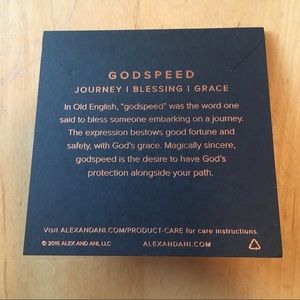 GODSPEED
JOURNEY | BLESSING | GRACE
In Old English, "godspeed" was the word one
said to bless someone embarking on a journey.
The expression bestows good fortune and
safety, with God's grace. Magically sincere,
godspeed is the desire to have God's
protection alongside your path.
Visit ALEXANDANI.COM/PRODUCT-CARE for care instructions.
© 2015 ALEX AND ANI, LLC ALEXANDANI.COM